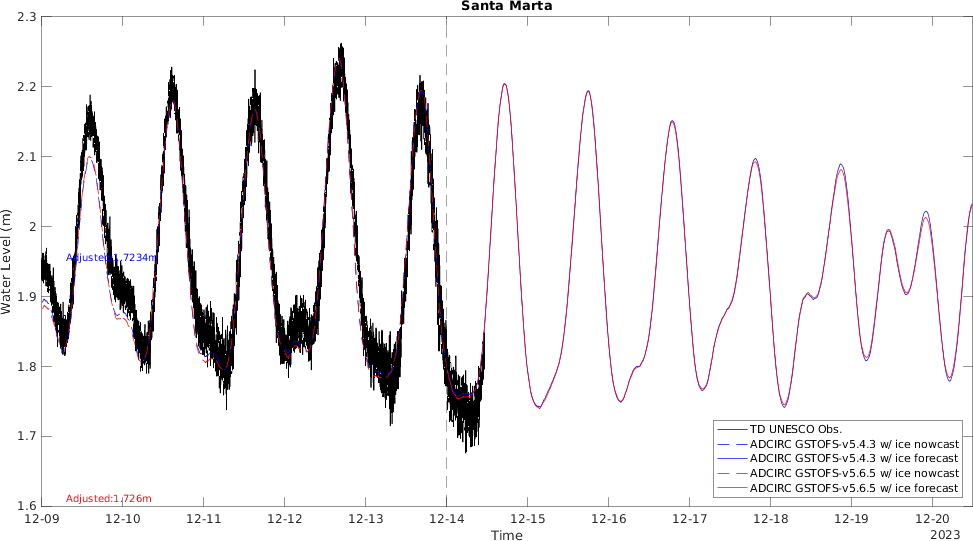 Santa Marta
2.3
2.2
2.1
2
1.9
1.8
1.7
1.6
Water Level (m)
Adjusted:1.7234m
Adjusted:1.726m
TD UNESCO Obs.
ADCIRC GSTOFS-v5.4.3 w/ ice nowcast
ADCIRC GSTOFS-v5.4.3 w/ ice forecast
ADCIRC GSTOFS-v5.6.5 w/ ice nowcast
ADCIRC GSTOFS-v5.6.5 w/ ice forecast
12-09 12-10 12-11 12-12 12-13 12-14 12-15 12-16 12-17 12-18 12-19 12-20
2023
Time